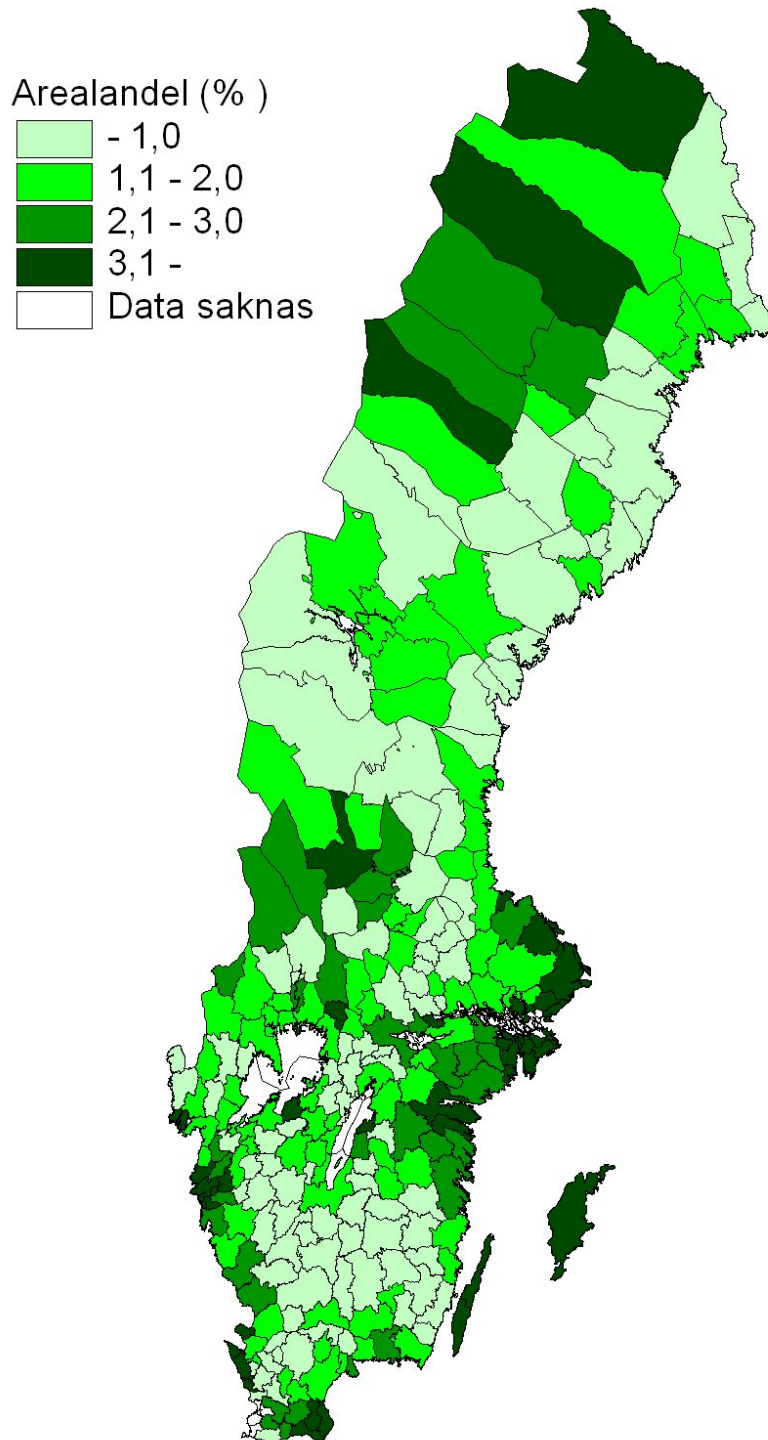 Arealandel (% )
- 1,0
1,1 - 2,0
2,1 - 3,0
3,1 -
Data saknas